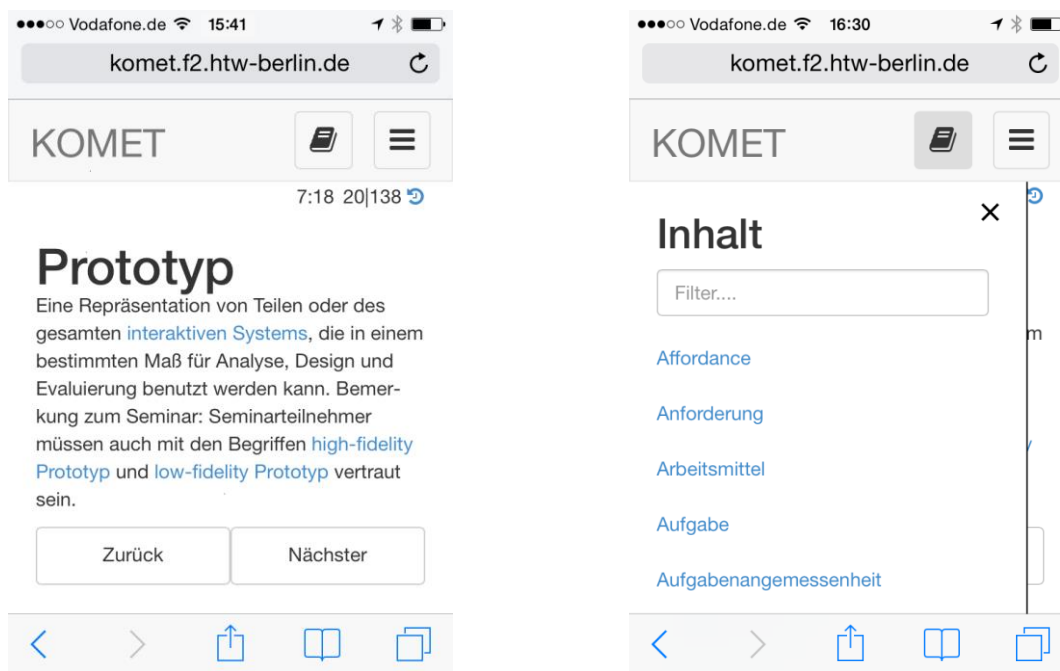 Vodafone.de 15:41
komet.f2.htw-berlin.de
KOMET
7:18 20|138
Prototyp
Eine Repräsentation von Teilen oder des
gesamten interaktiven Systems, die in einem
bestimmten Maß für Analyse, Design und
Evaluierung benutzt werden kann. Bemer-
kung zum Seminar: Seminarteilnehmer
müssen auch mit den Begriffen high-fidelity
Prototyp und low-fidelity Prototyp vertraut
sein.
Zurück Nächster
Vodafone.de 16:30
komet.f2.htw-berlin.de
KOMET
Inhalt
Filter....
m
Affordance
Anforderung
Arbeitsmittel
y
Aufgabe
Aufgabenangemessenheit